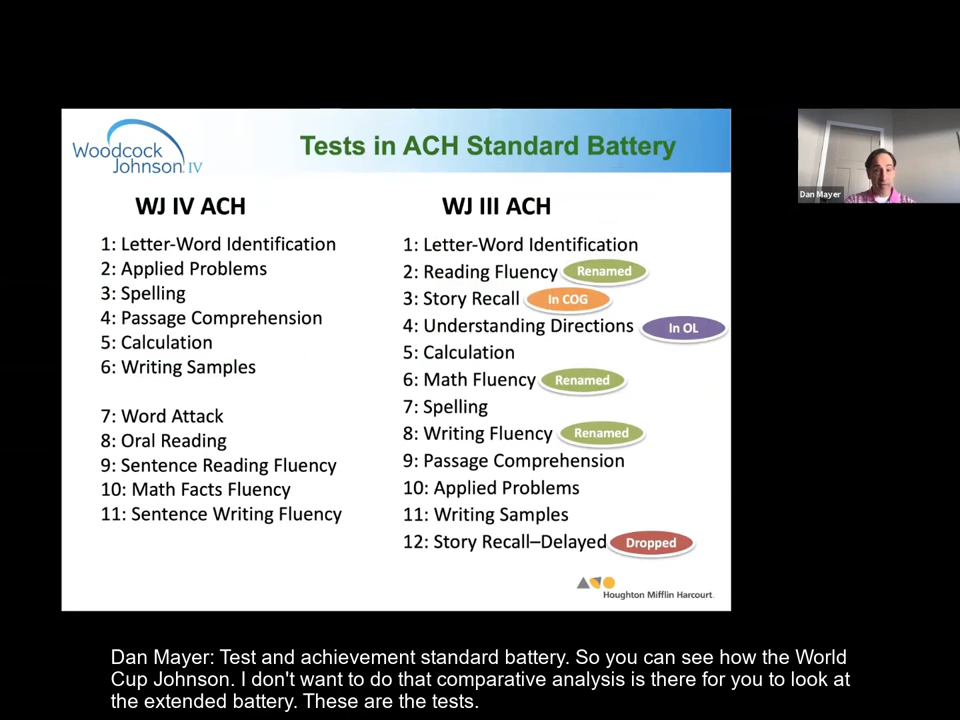 Woodcock
Johnson IV
Tests in ACH Standard Battery
WJ IV ACH
1: Letter-Word Identification
2: Applied Problems
3: Spelling
4: Passage Comprehension
5: Calculation
6: Writing Samples
7: Word Attack
8: Oral Reading
9: Sentence Reading Fluency
10: Math Facts Fluency
11: Sentence Writing Fluency
WJ III ACH
1: Letter-Word Identification
2: Reading Fluency Renamed
3: Story Recall In COG
4: Understanding Directions In OL
5: Calculation
6: Math Fluency Renamed
7: Spelling
8: Writing Fluency Renamed
9: Passage Comprehension
10: Applied Problems
11: Writing Samples
12: Story Recall–Delayed Dropped
Houghton Mifflin Harcourt.
Dan Mayer
Dan Mayer: Test and achievement standard battery. So you can see how the World
Cup Johnson. I don't want to do that comparative analysis is there for you to look at
the extended battery. These are the tests.